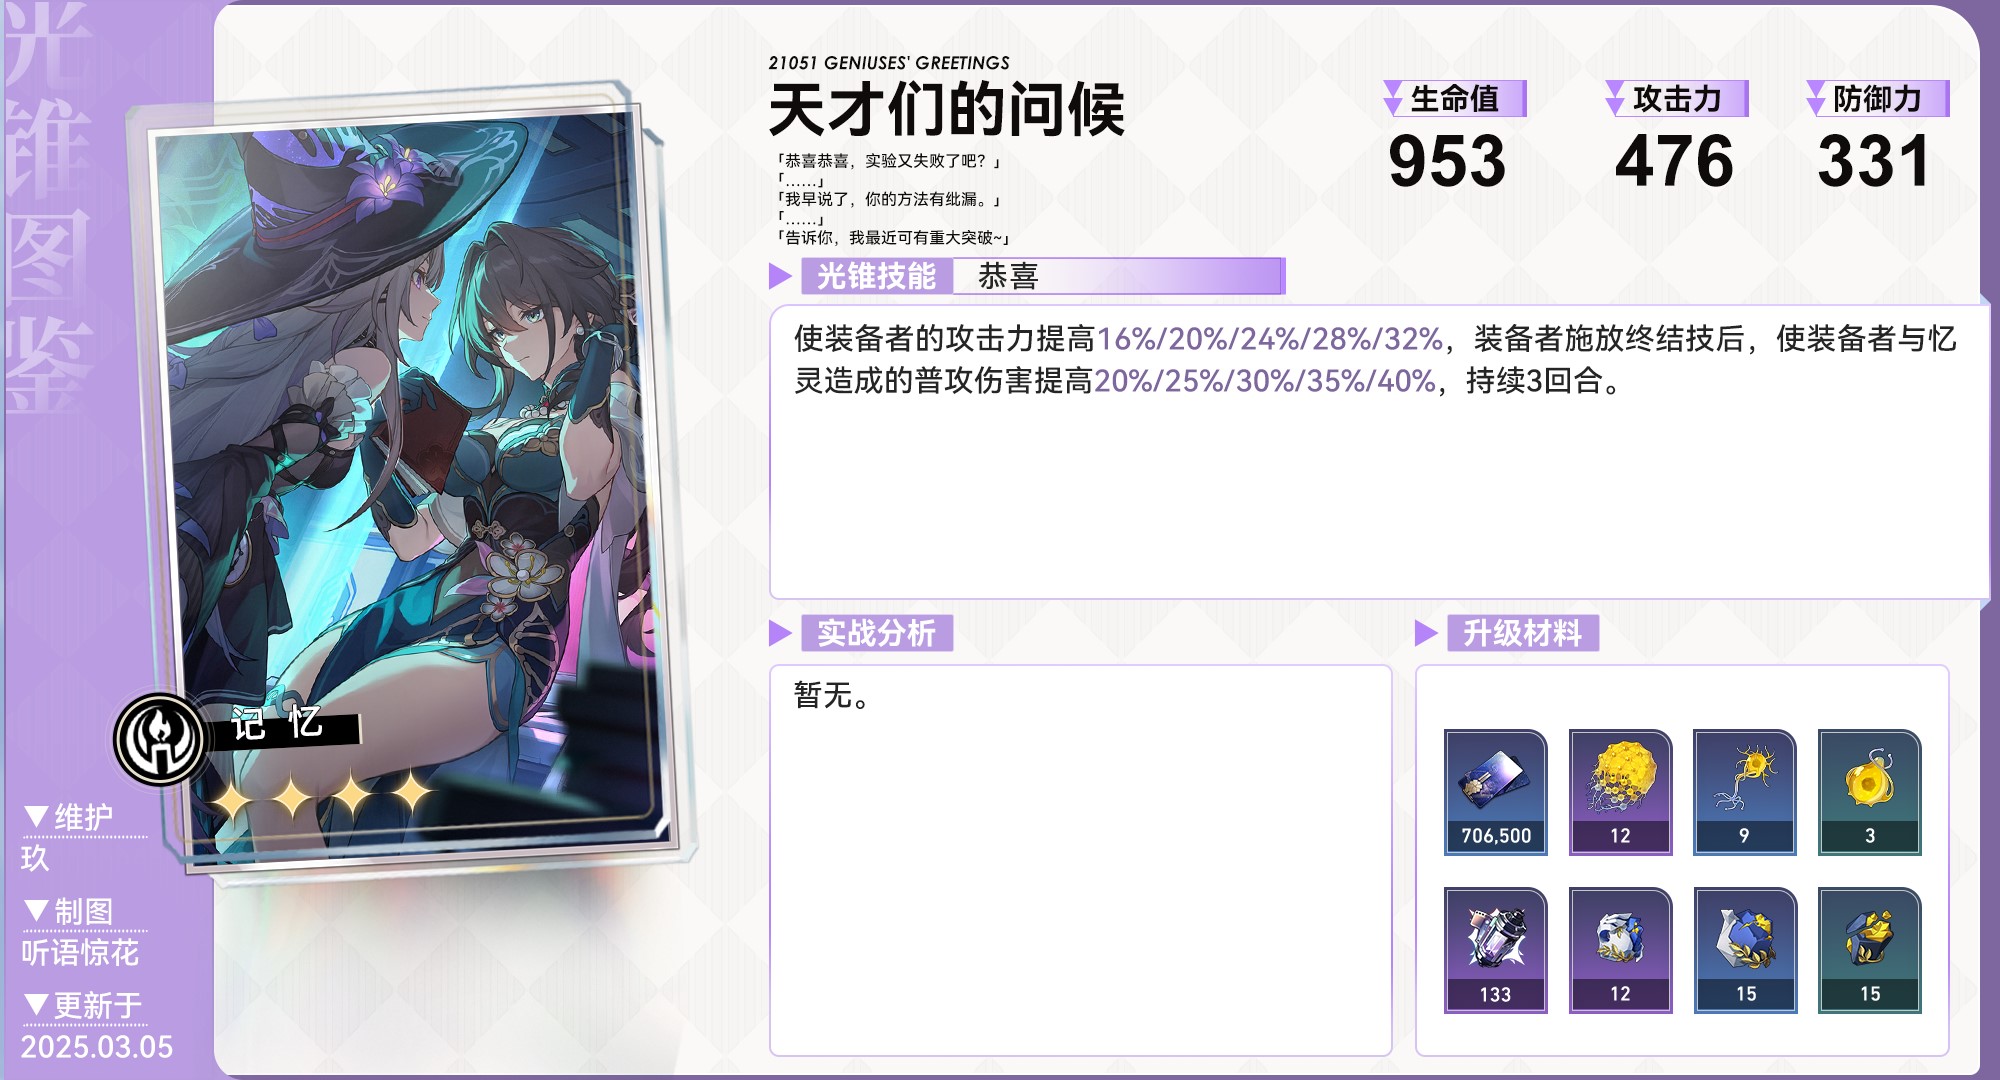 光锥图鉴
21051 GENIUSES' GREETINGS
天才们的问候
「恭喜恭喜，实验又失败了吧？」
「……」
「我早说了，你的方法有纰漏。」
「……」
「告诉你，我最近可有重大突破~」
生命值
953
攻击力
476
防御力
331
光锥技能 恭喜
使装备者的攻击力提高16%/20%/24%/28%/32%，装备者施放终结技后，使装备者与忆
灵造成的普攻伤害提高20%/25%/30%/35%/40%，持续3回合。
记忆
实战分析
暂无。
升级材料
706,500
12
9
3
133
12
15
15
▼维护
玖
▼制图
听语惊花
▼更新于
2025.03.05